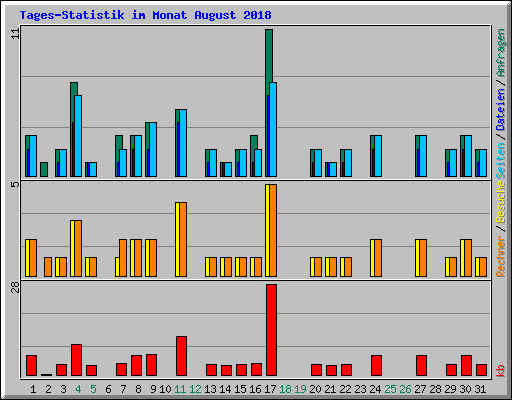 Tages-Statistik im Monat August 2018
11
5
28
Rechner / Besuche Seiten / Dateien / Anfragen
kb
1 2 3 4 5 6 7 8 9 10 11 12 13 14 15 16 17 18 19 20 21 22 23 24 25 26 27 28 29 30 31